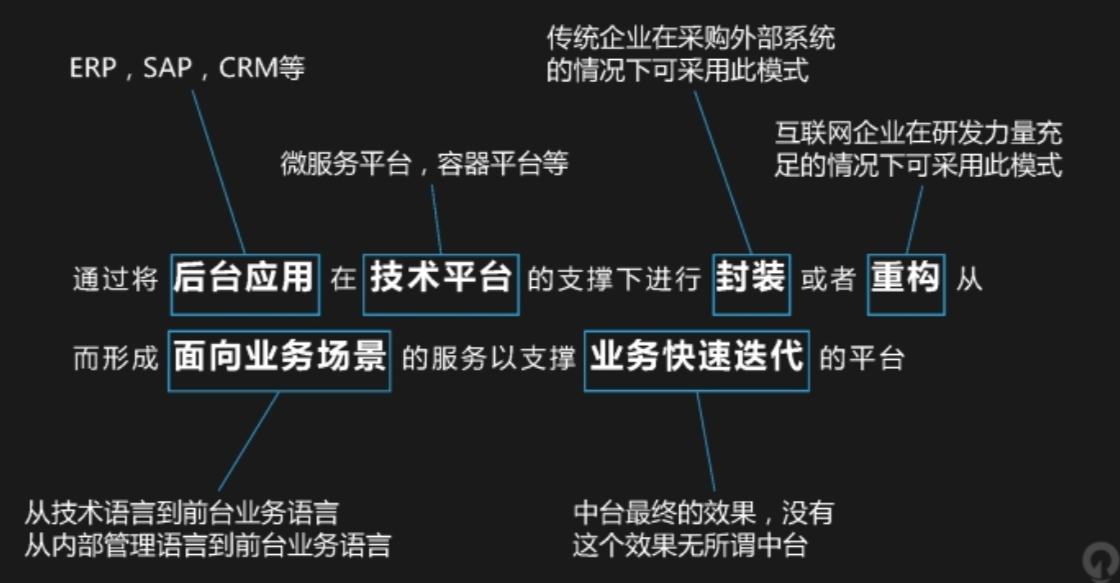 传统企业在采购外部系统
的情况下可采用此模式
ERP，SAP，CRM等
互联网企业在研发力量充
足的情况下可采用此模式
微服务平台，容器平台等
通过将 后台应用 在 技术平台 的支撑下进行 封装 或者 重构 从
而形成 面向业务场景 的服务以支撑 业务快速迭代 的平台
从技术语言到前台业务语言
从内部管理语言到前台业务语言
中台最终的效果，没有
这个效果无所谓中台